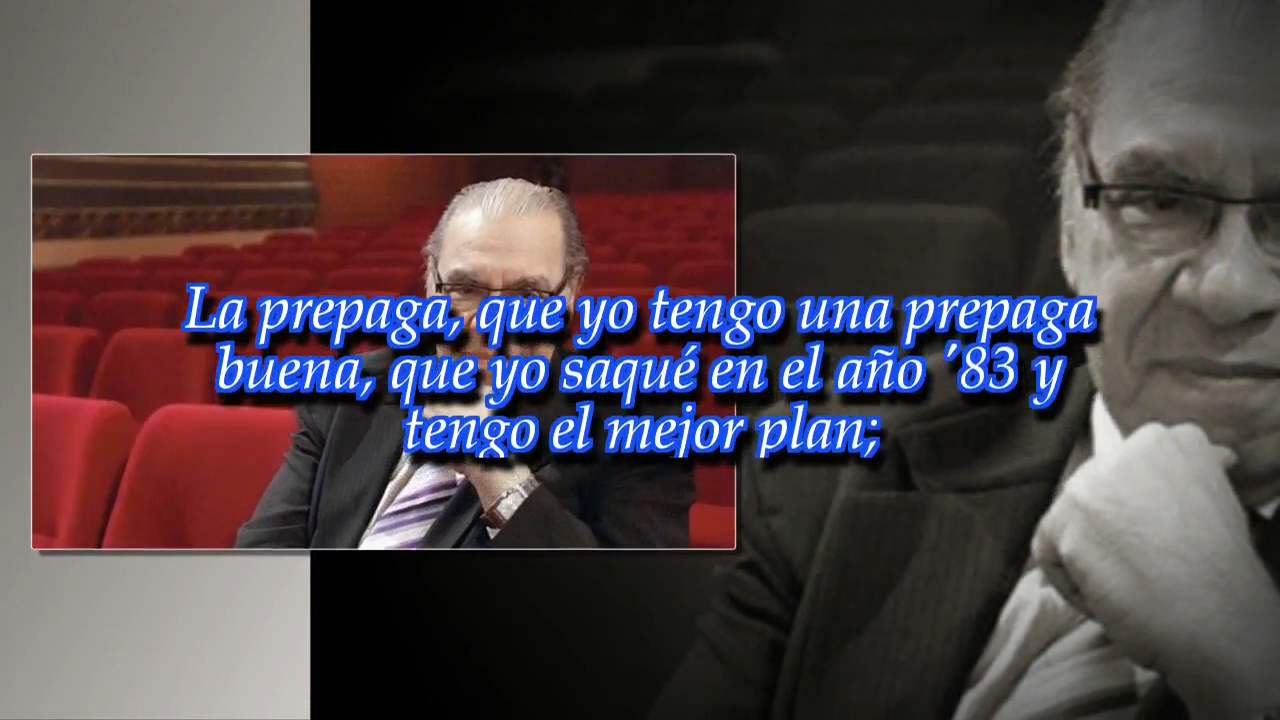 La prepaga, que yo tengo una prepaga
buena, que yo saqué en el año '83 y
tengo el mejor plan;